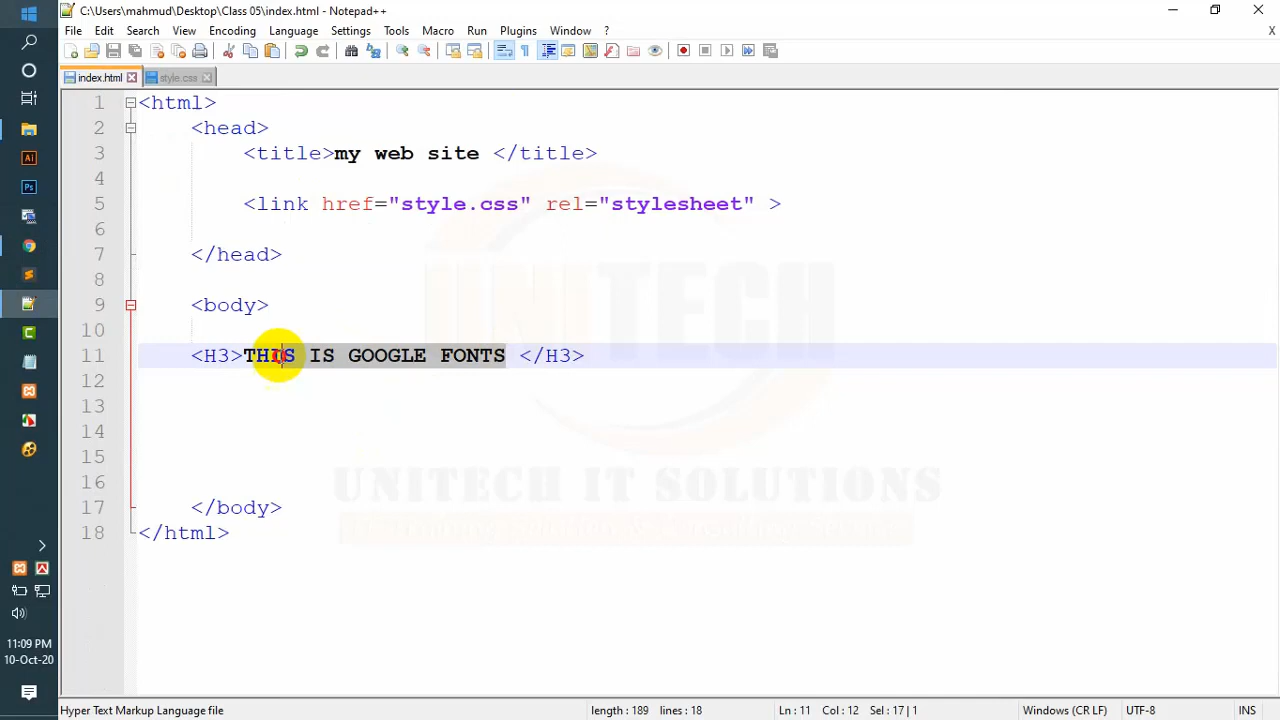 C:\Users\mahmud\Desktop\Class 05\index.html - Notepad++
File Edit Search View Encoding Language Settings Tools Macro Run Plugins Window ? X
index.html style.css
1 <html>
2 <head>
3 <title>my web site </title>
4
5 <link href="style.css" rel="stylesheet" >
6
7 </head>
8
9 <body>
10
11 <H3>THIS IS GOOGLE FONTS </H3>
12
13
14
15
16
17 </body>
18 </html>
UNITECH
UNITECH IT SOLUTIONS
11:09 PM
10-Oct-20
Hyper Text Markup Language file length : 189 lines : 18 Ln : 11 Col : 12 Sel : 17 | 1 Windows (CR LF) UTF-8 INS